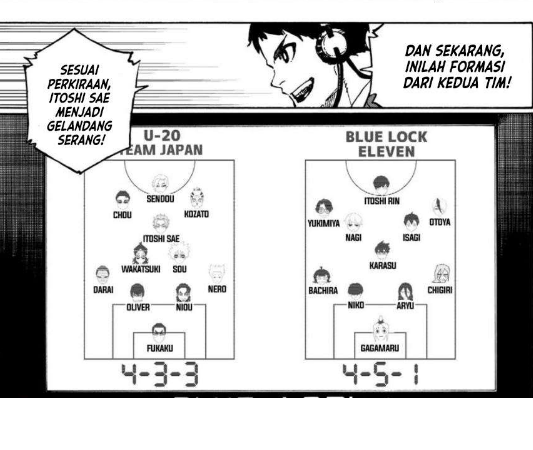 DAN SEKARANG,
INILAH FORMASI
DARI KEDUA TIM!
SESUAI
PERKIRAAN,
ITOSHI SAE
MENJADI
GELANDANG
SERANG!
U-20
TEAM JAPAN
SENDOU
CHOU
KOZATO
ITOSHI SAE
WAKATSUKI
SOU
DARAI
NERO
OLIVER
NIOU
FUKAKU
4-3-3
BLUE LOCK
ELEVEN
ITOSHI RIN
YUKIMIYA
OTOYA
NAGI
ISAGI
KARASU
BACHIRA
CHIGIRI
NIKO
ARYU
GAGAMARU
4-5-1